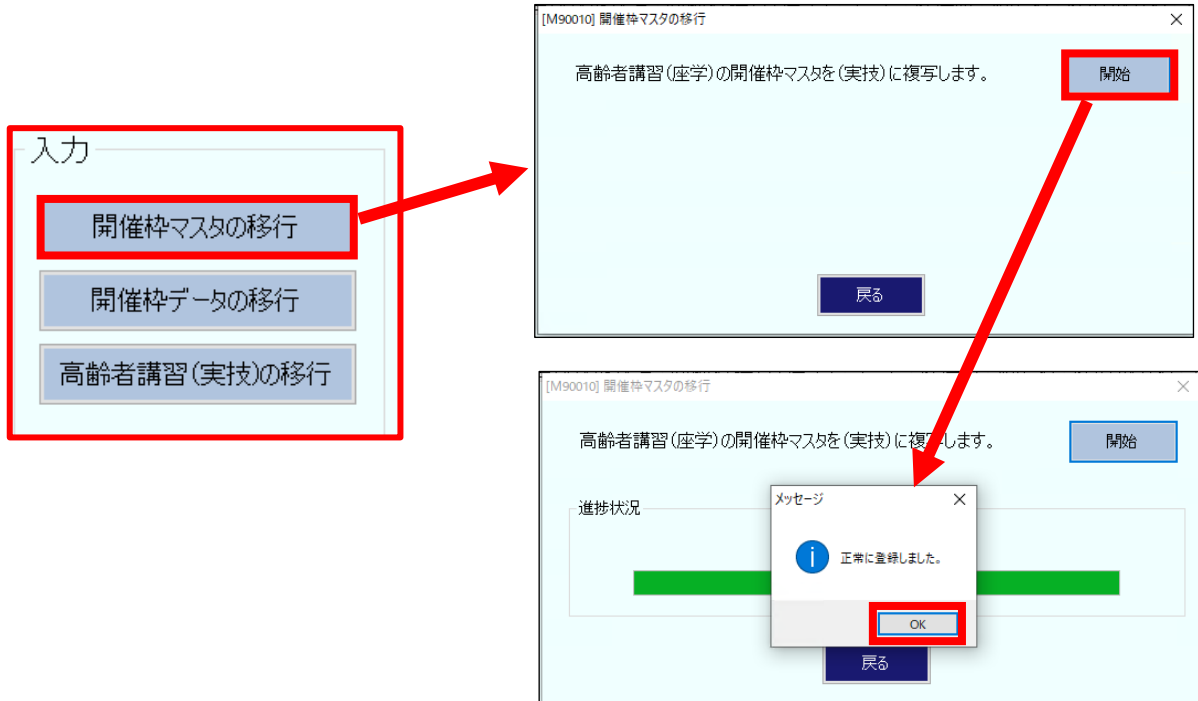 入力
開催枠マスタの移行
開催枠データの移行
高齢者講習(実技)の移行
[M90010] 開催枠マスタの移行
高齢者講習(座学)の開催枠マスタを(実技)に複写します。
開始
戻る
[M90010] 開催枠マスタの移行
高齢者講習(座学)の開催枠マスタを(実技)に複写します。
開始
進捗状況
メッセージ
正常に登録しました。
OK
戻る